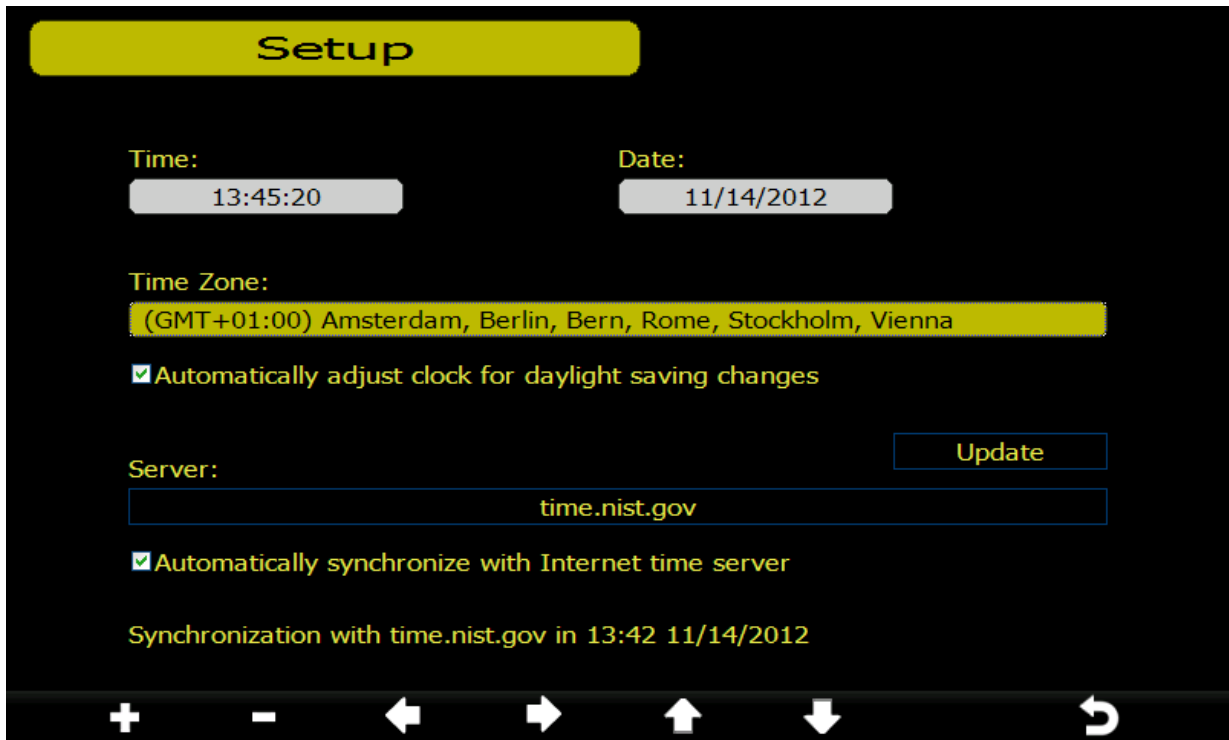 Setup
Time:
Date:
13:45:20
11/14/2012
Time Zone:
(GMT+01:00) Amsterdam, Berlin, Bern, Rome, Stockholm, Vienna
Automatically adjust clock for daylight saving changes
Update
Server:
time.nist.gov
Automatically synchronize with Internet time server
Synchronization with time.nist.gov in 13:42 11/14/2012